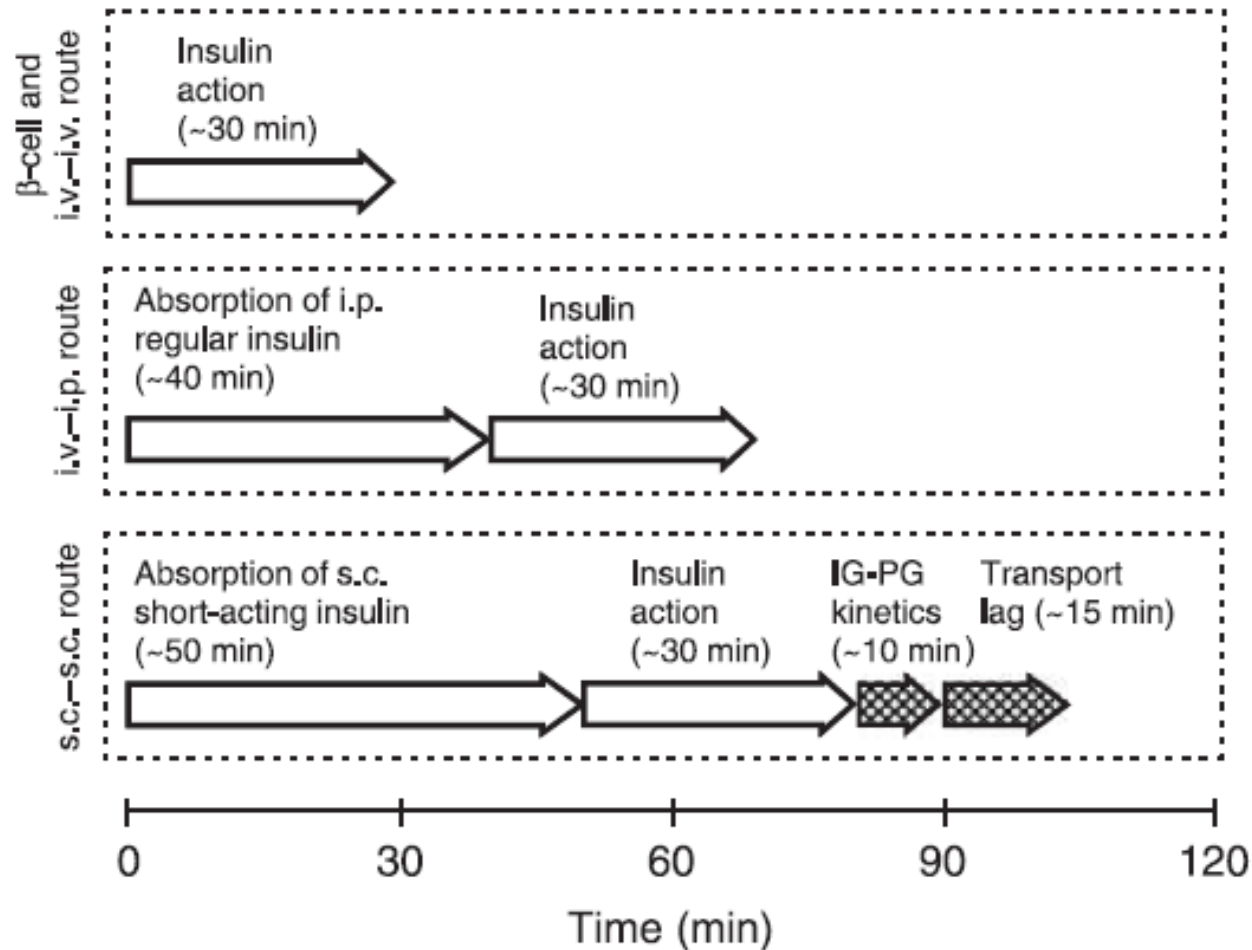 β-cell and
i.v.–i.v. route
Insulin
action
(~30 min)
i.v.–i.p. route
Absorption of i.p.
regular insulin
(~40 min)
Insulin
action
(~30 min)
s.c.–s.c. route
Absorption of s.c.
short-acting insulin
(~50 min)
Insulin
action
(~30 min)
IG-PG
kinetics
(~10 min)
Transport
lag (~15 min)
0 30 60 90 120
Time (min)